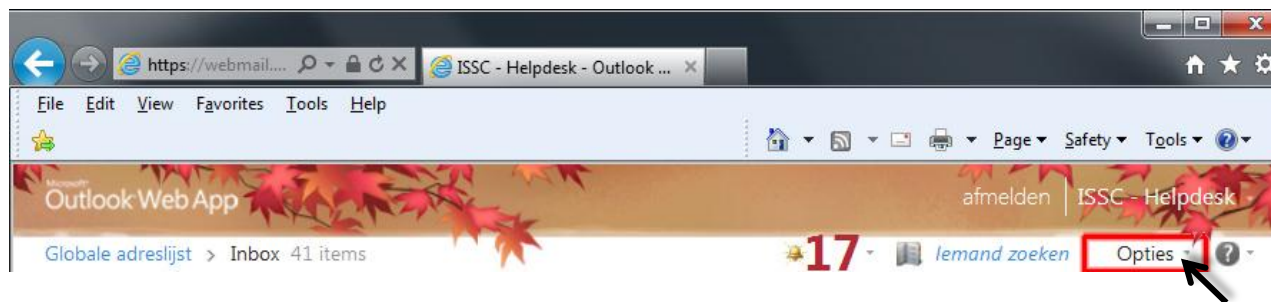 https://webmail.... ISSC - Helpdesk - Outlook ...
File Edit View Favorites Tools Help
Page Safety Tools
Microsoft
Outlook Web App afmelden ISSC - Helpdesk
Globale adreslijst > Inbox 41 items 17 Iemand zoeken Opties ?